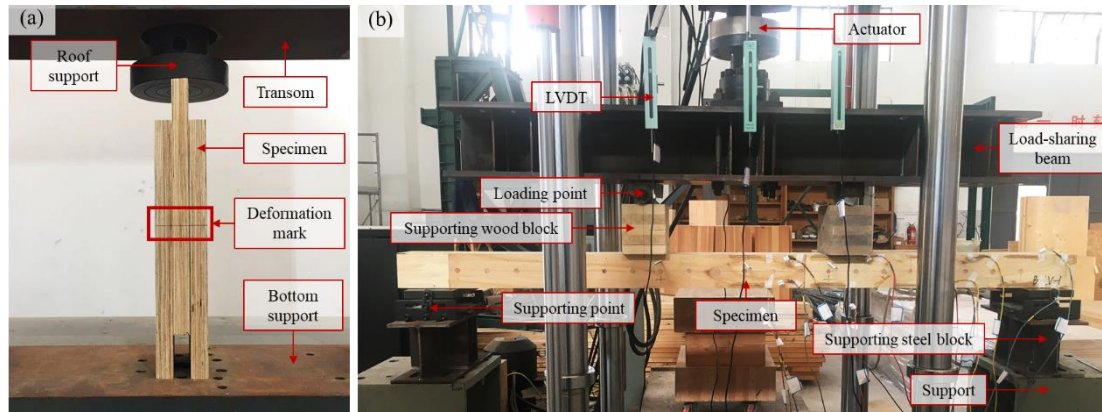 (a)
Roof
support
Transom
Specimen
Deformation
mark
Bottom
support
(b)
Actuator
LVDT
Load-sharing
beam
Loading point
Supporting wood block
Supporting point
Specimen
Supporting steel block
Support